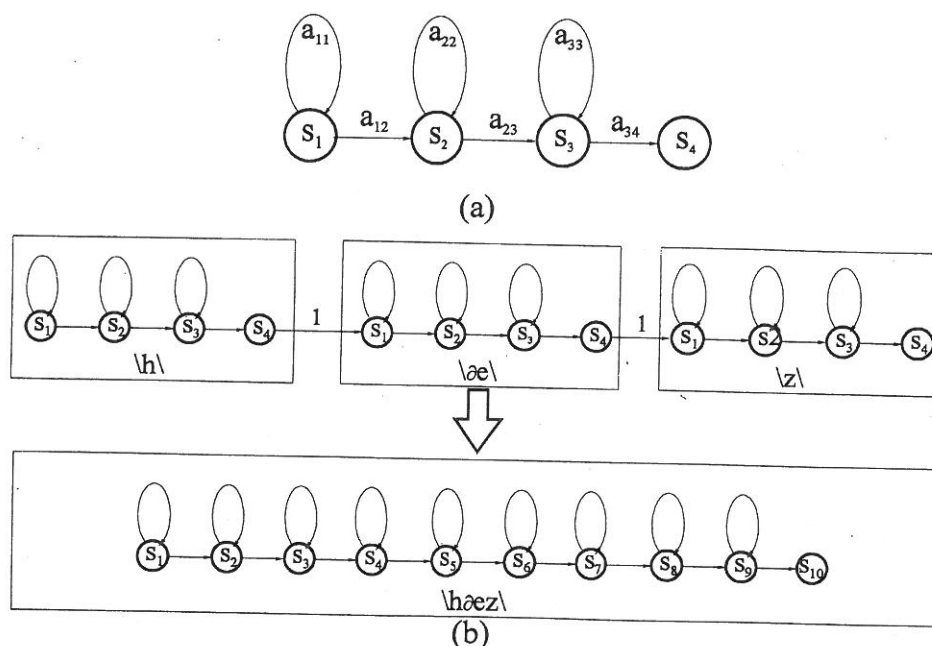 a₁₁ a₂₂ a₃₃
S₁ a₁₂ S₂ a₂₃ S₃ a₃₄ S₄
(a)
S₁ S₂ S₃ S₄ 1 S₁ S₂ S₃ S₄ 1 S₁ S2 S₃ S₄
\h\ \∂e\ \z\
S₁ S₂ S₃ S₄ S₅ S₆ S₇ S₈ S₉ S₁₀
\h∂ez\
(b)